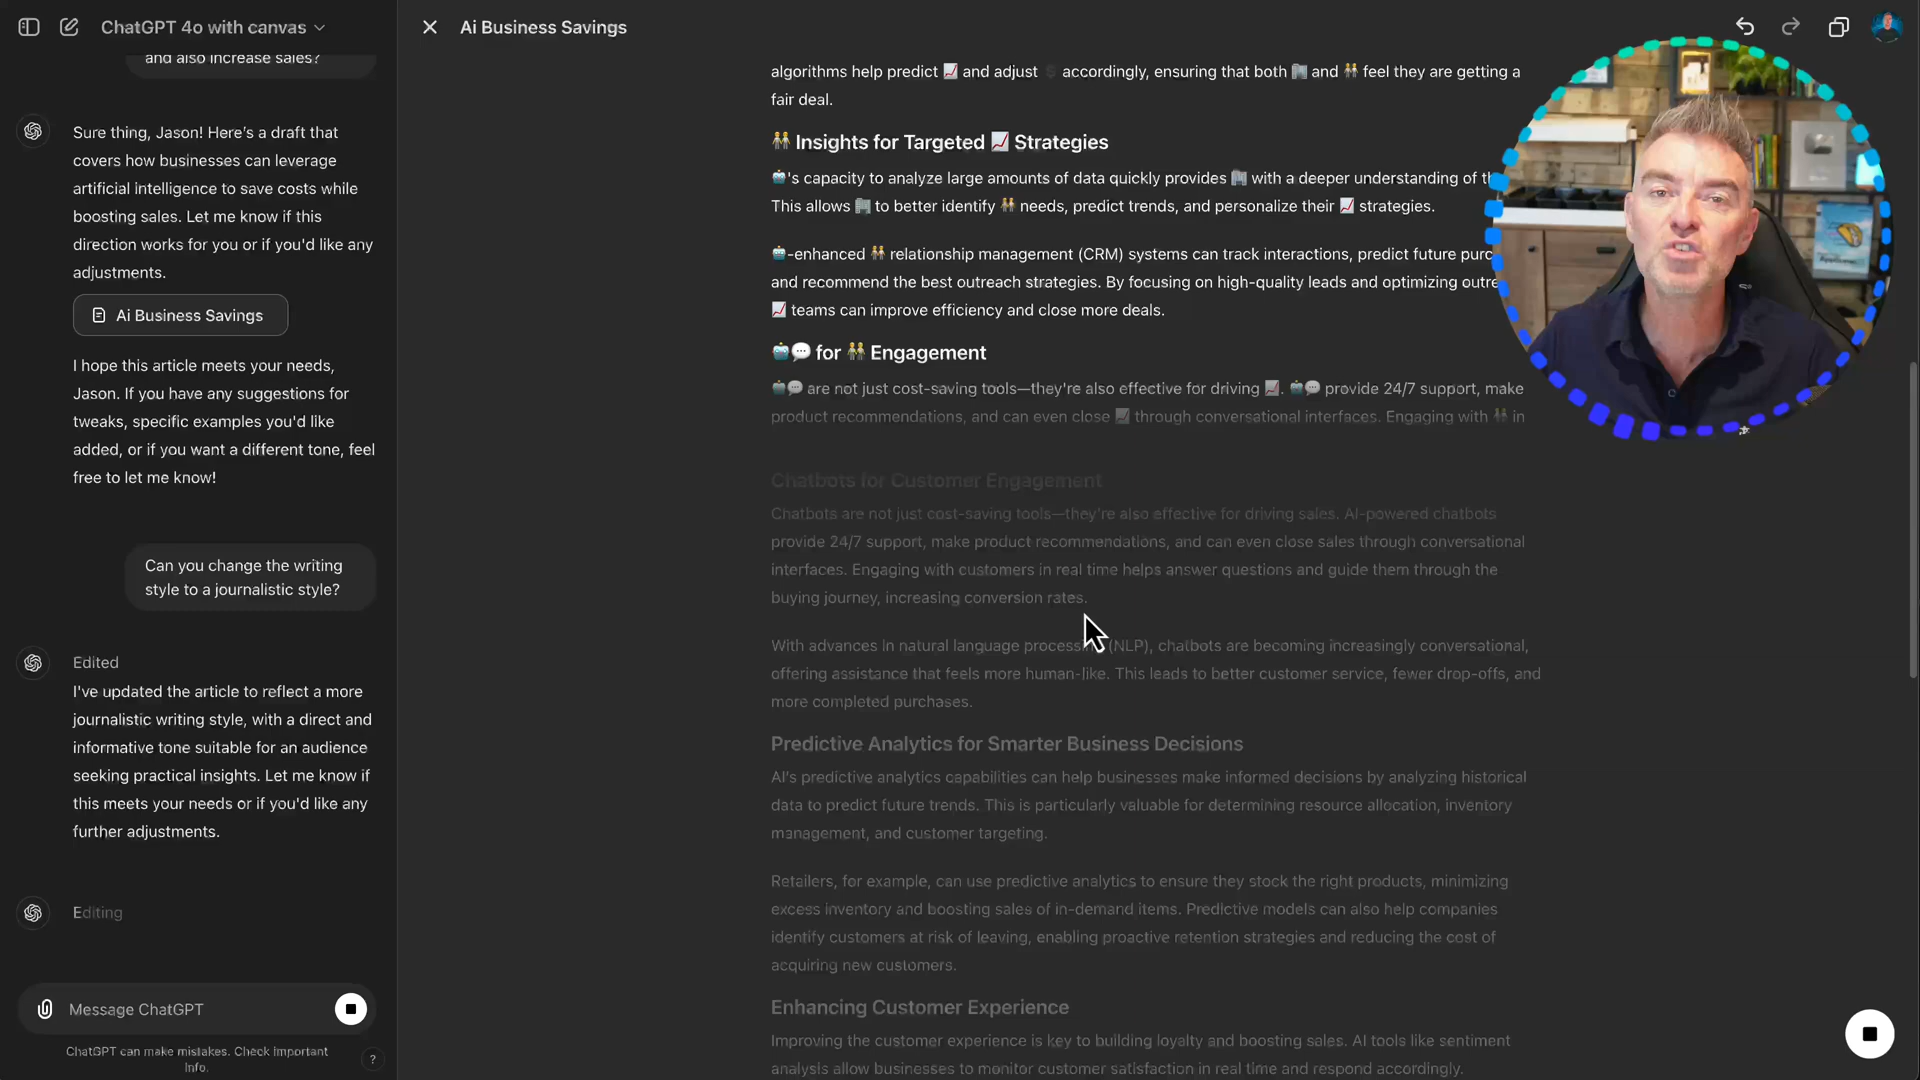 ChatGPT 4o with canvas
and also increase sales?
Sure thing, Jason! Here's a draft that
covers how businesses can leverage
artificial intelligence to save costs while
boosting sales. Let me know if this
direction works for you or if you'd like any
adjustments.
Ai Business Savings
I hope this article meets your needs,
Jason. If you have any suggestions for
tweaks, specific examples you'd like
added, or if you want a different tone, feel
free to let me know!
Can you change the writing
style to a journalistic style?
Edited
I've updated the article to reflect a more
journalistic writing style, with a direct and
informative tone suitable for an audience
seeking practical insights. Let me know if
this meets your needs or if you'd like any
further adjustments.
Editing
Message ChatGPT
ChatGPT can make mistakes. Check important
info.
?
Ai Business Savings
algorithms help predict 📈 and adjust 💲 accordingly, ensuring that both 🏢 and 👫 feel they are getting a
fair deal.
👫 Insights for Targeted 📈 Strategies
🤖's capacity to analyze large amounts of data quickly provides 🏢 with a deeper understanding of
This allows 🏢 to better identify 👫 needs, predict trends, and personalize their 📈 strategies.
🤖-enhanced 👫 relationship management (CRM) systems can track interactions, predict future
and recommend the best outreach strategies. By focusing on high-quality leads and optimizing
📈 teams can improve efficiency and close more deals.
🤖💬 for 👫 Engagement
🤖💬 are not just cost-saving tools—they're also effective for driving 📈. 🤖💬 provide 24/7 support, make
product recommendations, and can even close 📈 through conversational interfaces. Engaging with 👫 in
Chatbots for Customer Engagement
Chatbots are not just cost-saving tools—they're also effective for driving sales. AI-powered chatbots
provide 24/7 support, make product recommendations, and can even close sales through conversational
interfaces. Engaging with customers in real time helps answer questions and guide them through the
buying journey, increasing conversion rates.
With advances in natural language processing (NLP), chatbots are becoming increasingly conversational,
offering assistance that feels more human-like. This leads to better customer service, fewer drop-offs, and
more completed purchases.
Predictive Analytics for Smarter Business Decisions
AI's predictive analytics capabilities can help businesses make informed decisions by analyzing historical
data to predict future trends. This is particularly valuable for determining resource allocation, inventory
management, and customer targeting.
Retailers, for example, can use predictive analytics to ensure they stock the right products, minimizing
excess inventory and boosting sales of in-demand items. Predictive models can also help companies
identify customers at risk of leaving, enabling proactive retention strategies and reducing the cost of
acquiring new customers.
Enhancing Customer Experience
Improving the customer experience is key to building loyalty and boosting sales. AI tools like sentiment
analysis allow businesses to monitor customer satisfaction in real time and respond accordingly.